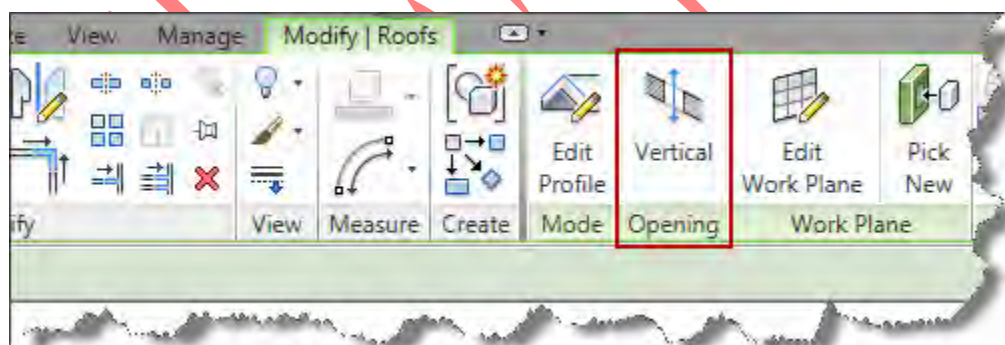 View Manage Modify | Roofs
Edit Profile
Vertical
Edit Work Plane
Pick New
View Measure Create Mode Opening Work Plane